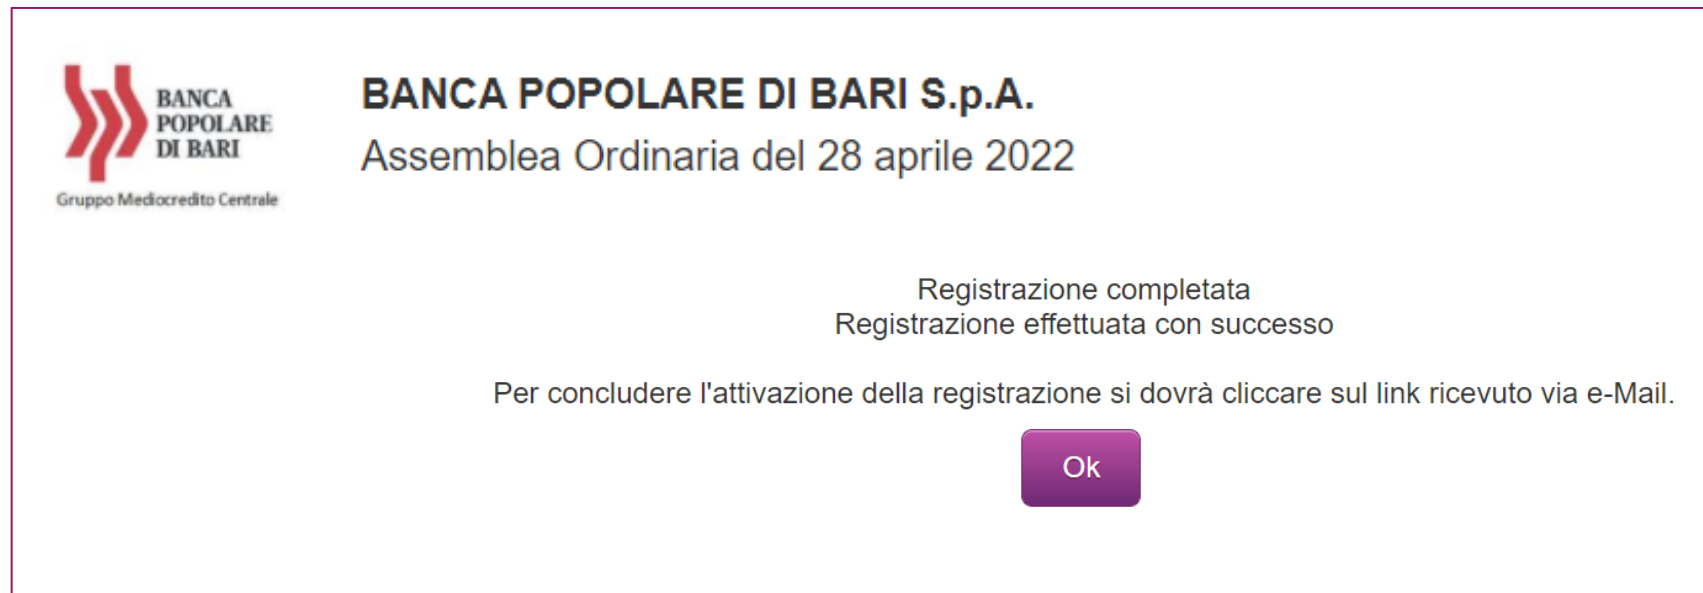 BANCA
POPOLARE
DI BARI
Gruppo Mediocredito Centrale
BANCA POPOLARE DI BARI S.p.A.
Assemblea Ordinaria del 28 aprile 2022
Registrazione completata
Registrazione effettuata con successo
Per concludere l'attivazione della registrazione si dovrà cliccare sul link ricevuto via e-Mail.
Ok